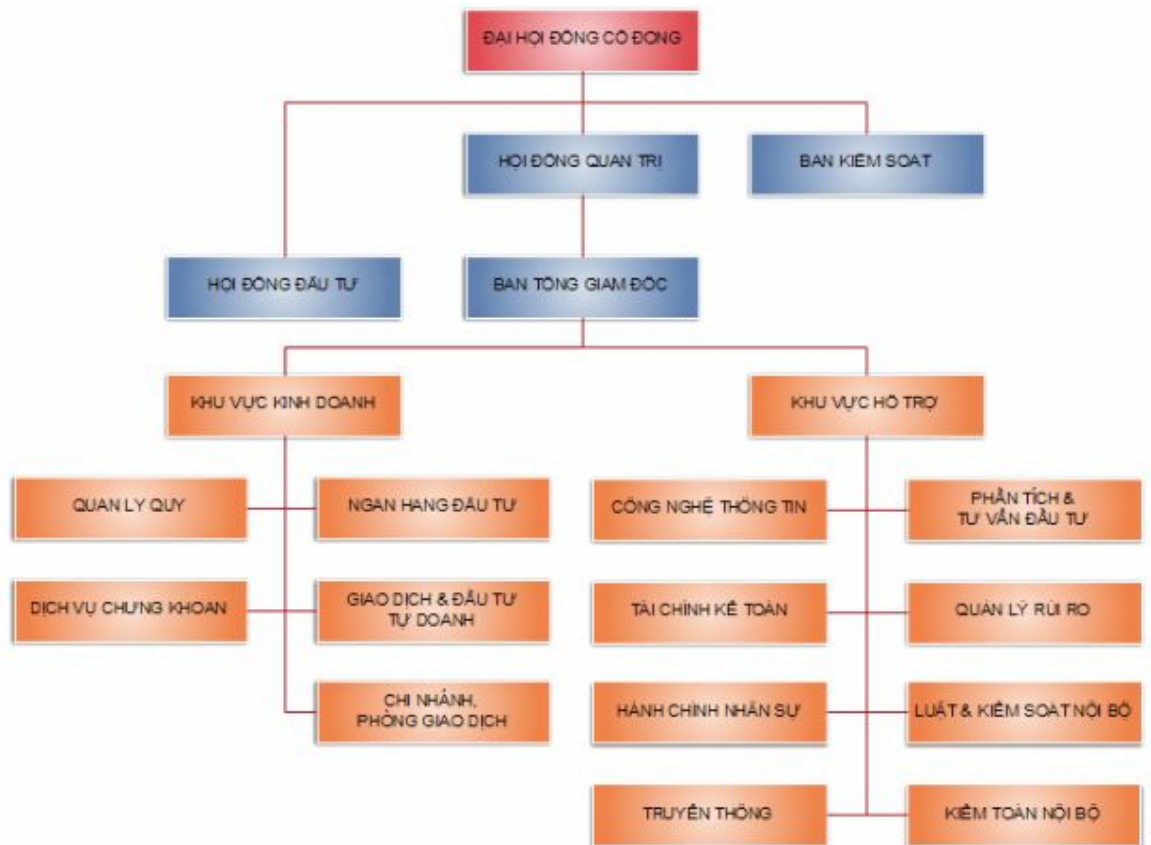 ĐẠI HỘI ĐỒNG CỔ ĐÔNG
HỘI ĐỒNG QUẢN TRỊ
BAN KIỂM SOÁT
HỘI ĐỒNG ĐẦU TƯ
BAN TỔNG GIÁM ĐỐC
KHU VỰC KINH DOANH
KHU VỰC HỖ TRỢ
QUẢN LÝ QUỸ
NGÂN HÀNG ĐẦU TƯ
CÔNG NGHỆ THÔNG TIN
PHÂN TÍCH &
TƯ VẤN ĐẦU TƯ
DỊCH VỤ CHỨNG KHOÁN
GIAO DỊCH & ĐẦU TƯ
TỰ DOANH
TÀI CHÍNH KẾ TOÁN
QUẢN LÝ RỦI RO
CHI NHÁNH,
PHÒNG GIAO DỊCH
HÀNH CHÍNH NHÂN SỰ
LUẬT & KIỂM SOÁT NỘI BỘ
TRUYỀN THÔNG
KIỂM TOÁN NỘI BỘ